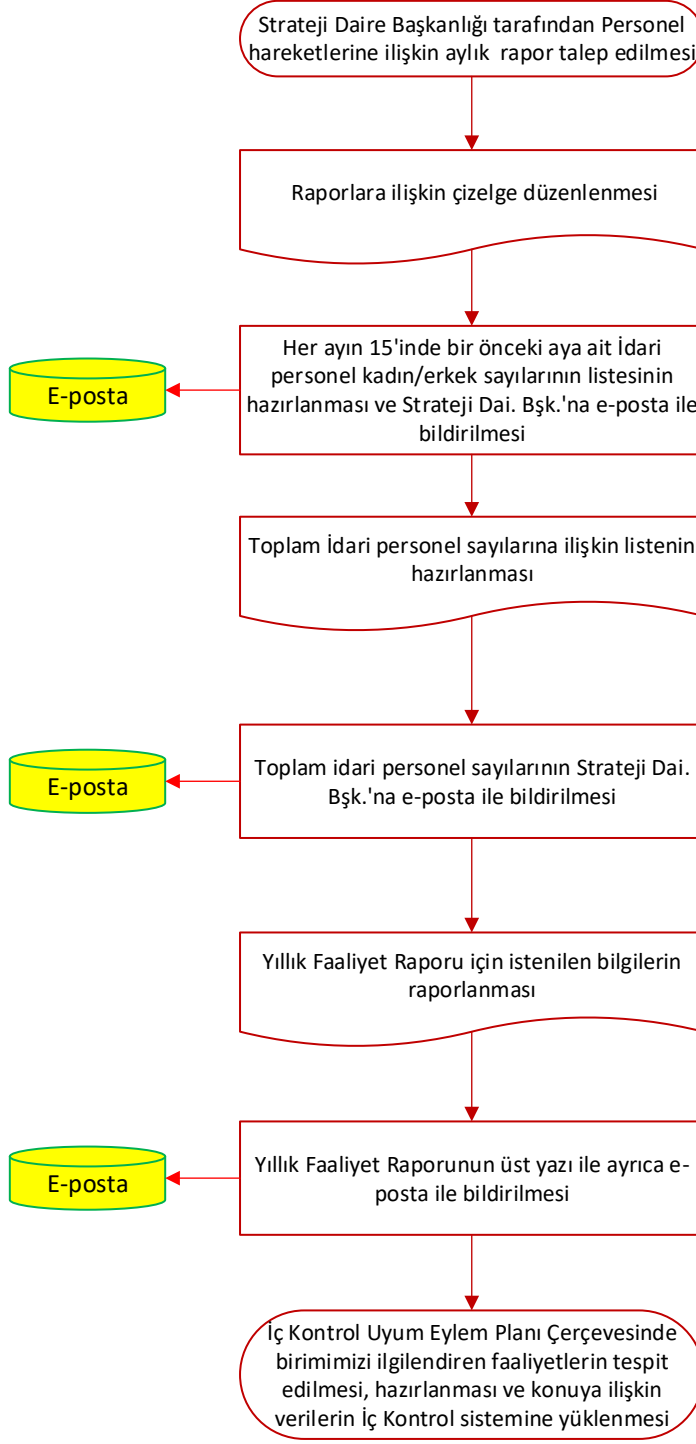 Strateji Daire Başkanlığı tarafından Personel
hareketlerine ilişkin aylık  rapor talep edilmesi
Raporlara ilişkin çizelge düzenlenmesi
Her ayın 15'inde bir önceki aya ait İdari
personel kadın/erkek sayılarının listesinin
hazırlanması ve Strateji Dai. Bşk.'na e-posta ile
bildirilmesi
E-posta
Toplam İdari personel sayılarına ilişkin listenin
hazırlanması
Toplam idari personel sayılarının Strateji Dai.
Bşk.'na e-posta ile bildirilmesi
E-posta
Yıllık Faaliyet Raporu için istenilen bilgilerin
raporlanması
Yıllık Faaliyet Raporunun üst yazı ile ayrıca e-
posta ile bildirilmesi
E-posta
İç Kontrol Uyum Eylem Planı Çerçevesinde
birimimizi ilgilendiren faaliyetlerin tespit
edilmesi, hazırlanması ve konuya ilişkin
verilerin İç Kontrol sistemine yüklenmesi